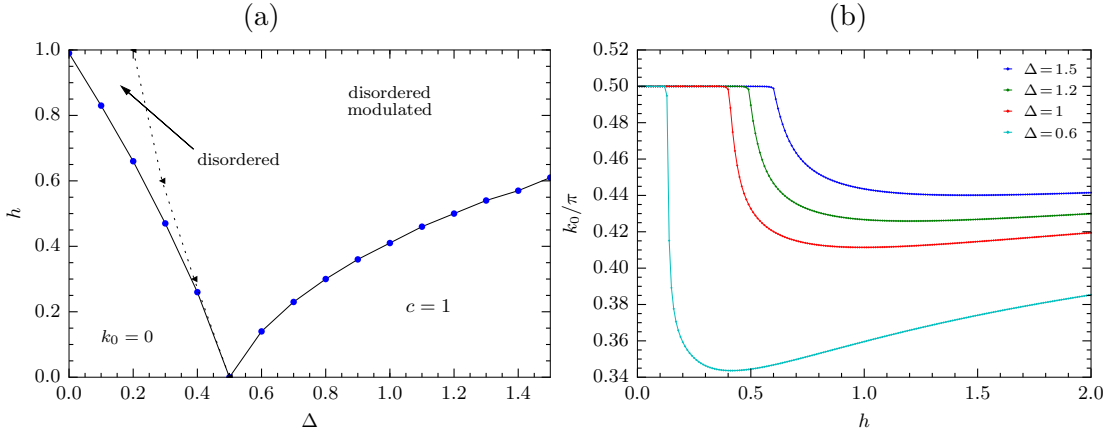 (a)
1.0
0.8
0.6
0.4
0.2
0.0
h
0.0
0.2
0.4
0.6
0.8
1.0
1.2
1.4
Δ
disordered
modulated
disordered
k₀ = 0
c = 1
(b)
0.52
0.50
0.48
0.46
0.44
0.42
0.40
0.38
0.36
0.34
k₀/π
0.0
0.5
1.0
1.5
2.0
h
Δ=1.5
Δ=1.2
Δ=1
Δ=0.6